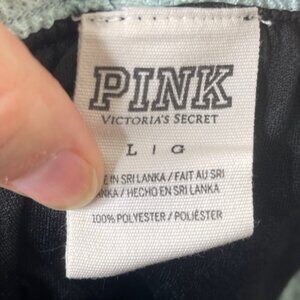 PINK
VICTORIA'S SECRET
L | G
IN SRI LANKA / FAIT AU SRI
/ HECHO EN SRI LANKA
100% POLYESTER / POLIÉSTER